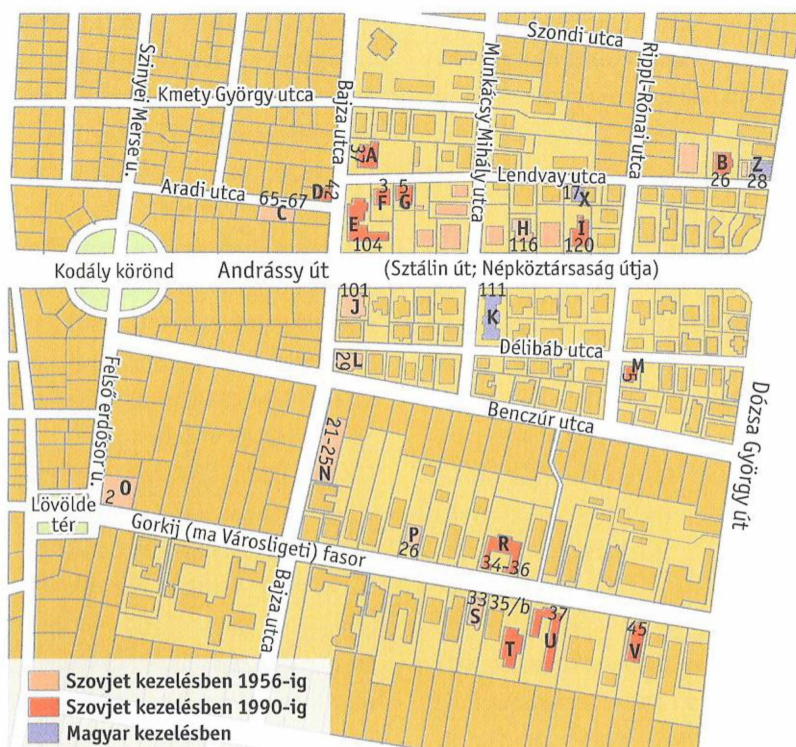 Szondi utca
Szinyei Merse u.
Bajza utca
Munkácsy Mihály utca
Rippl-Rónai utca
Kmety György utca
37 A
B
26
Z
28
Lendvay utca
Aradi utca
65-67
C
D
42
3
F
5
G
17
X
E
104
H
116
I
120
Kodály körönd
Andrássy út
(Sztálin út; Népköztársaság útja)
101
J
111
K
Délibáb utca
29 L
M
5
Benczúr utca
Dózsa György út
Felső erdősor u.
21-25
N
2 O
Lövölde
tér
Gorkij (ma Városligeti) fasor
Bajza utca
P
26
R
34-36
33
S
35/b
T
37
U
45
V
Szovjet kezelésben 1956-ig
Szovjet kezelésben 1990-ig
Magyar kezelésben